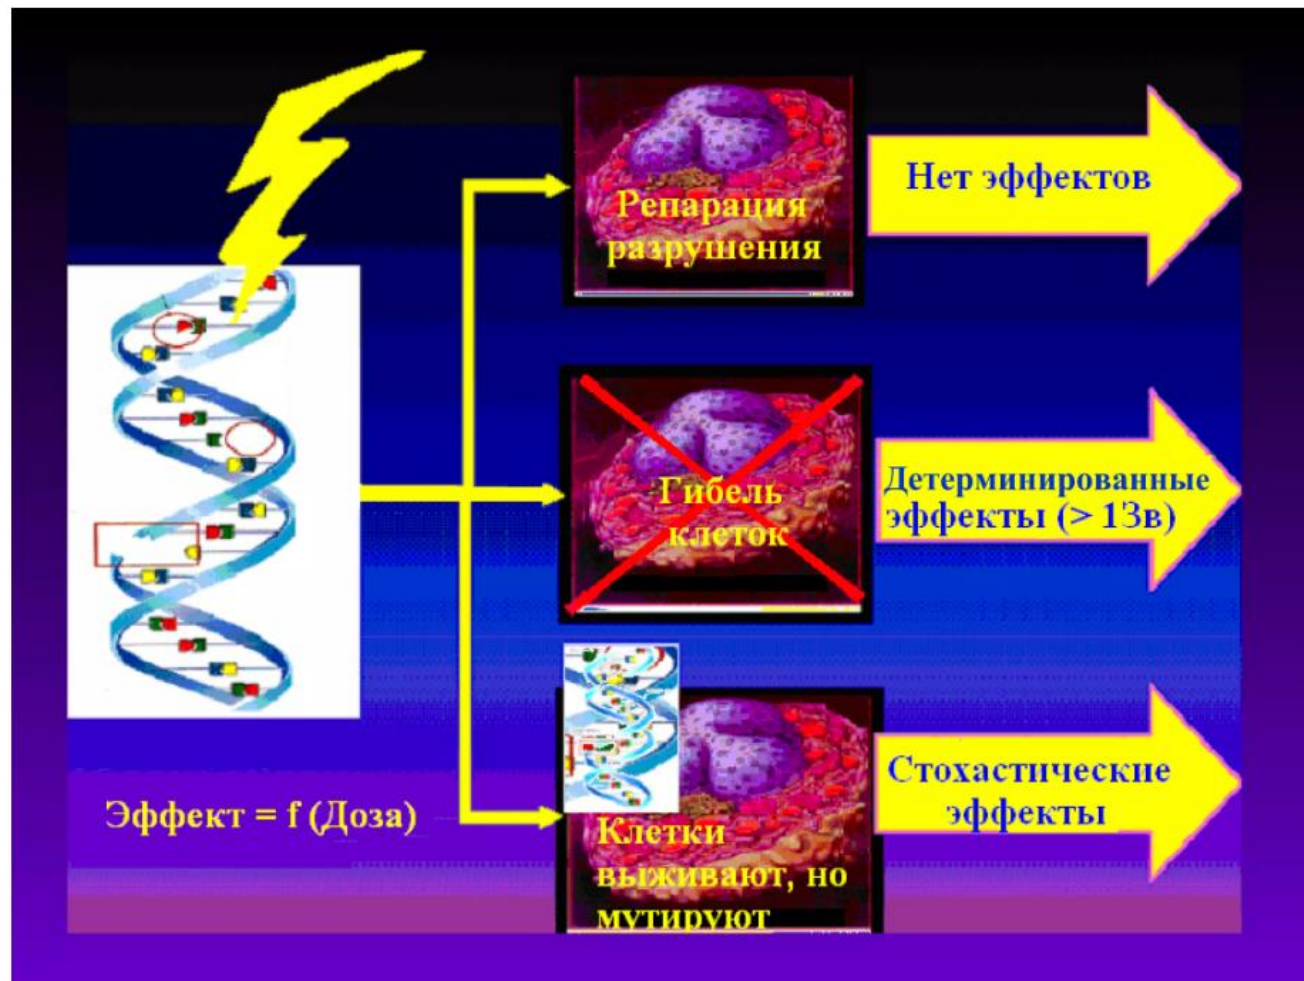 Репарация
разрушения
Нет эффектов
Гибель
клеток
Детерминированные
эффекты (> 1Зв)
Эффект = f (Доза)
Клетки
выживают, но
мутируют
Стохастические
эффекты